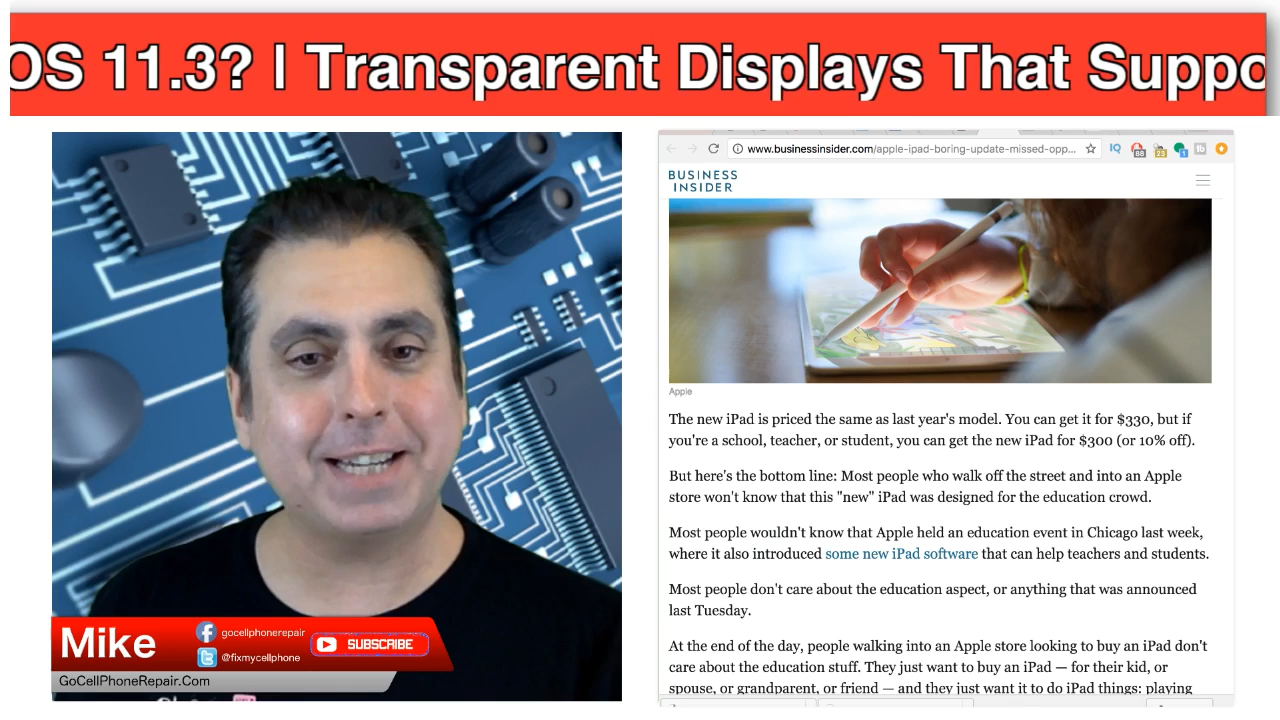 OS 11.3? | Transparent Displays That Suppo
www.businessinsider.com/apple-ipad-boring-update-missed-opp...
IQ
88
23
1
BUSINESS
INSIDER
Apple
The new iPad is priced the same as last year's model. You can get it for $330, but if
you're a school, teacher, or student, you can get the new iPad for $300 (or 10% off).
But here's the bottom line: Most people who walk off the street and into an Apple
store won't know that this "new" iPad was designed for the education crowd.
Most people wouldn't know that Apple held an education event in Chicago last week,
where it also introduced some new iPad software that can help teachers and students.
Most people don't care about the education aspect, or anything that was announced
last Tuesday.
At the end of the day, people walking into an Apple store looking to buy an iPad don't
care about the education stuff. They just want to buy an iPad — for their kid, or
spouse, or grandparent, or friend — and they just want it to do iPad things: playing
Mike
gocellphonerepair
@fixmycellphone
SUBSCRIBE
GoCellPhoneRepair.Com